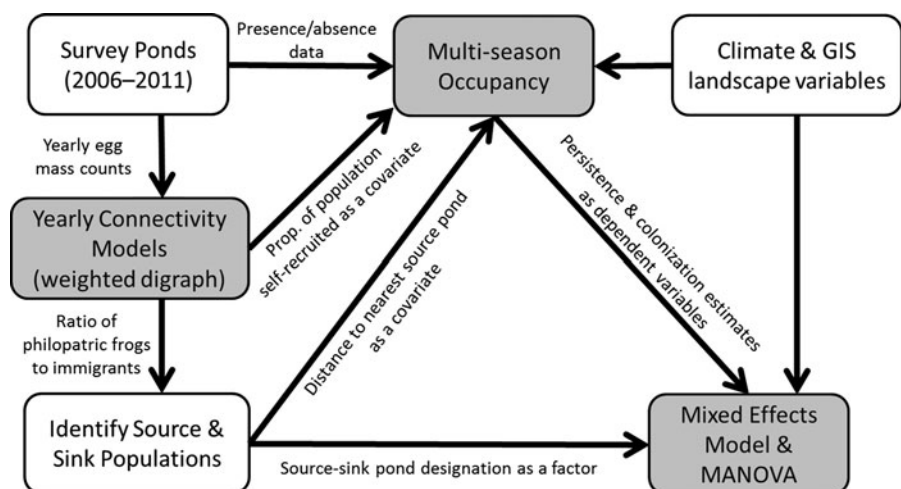 Survey Ponds
(2006–2011)
Presence/absence
data
Multi-season
Occupancy
Climate & GIS
landscape variables
Yearly egg
mass counts
Prop. of population
self-recruited as a covariate
Yearly Connectivity
Models
(weighted digraph)
Distance to nearest source pond
as a covariate
Persistence & colonization estimates
as dependent variables
Ratio of
philopatric frogs
to immigrants
Identify Source &
Sink Populations
Source-sink pond designation as a factor
Mixed Effects
Model &
MANOVA